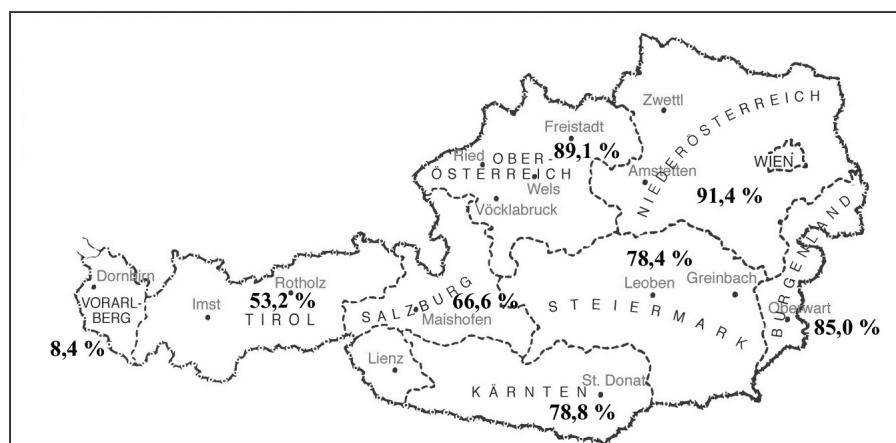 Zwettl
NIEDERÖSTERREICH
Freistadt
89,1 %
Ried
OBER-
ÖSTERREICH
WIEN
Wels
Amstetten
91,4 %
Vöcklabruck
BURGENLAND
78,4 %
Greinbach
Leoben
Dornbirn
VORARL-
BERG
8,4 %
Rotholz
53,2 %
Imst
TIROL
SALZBURG
66,6 %
Maishofen
STEIERMARK
Oberwart
85,0 %
Lienz
KÄRNTEN
St. Donat
78,8 %